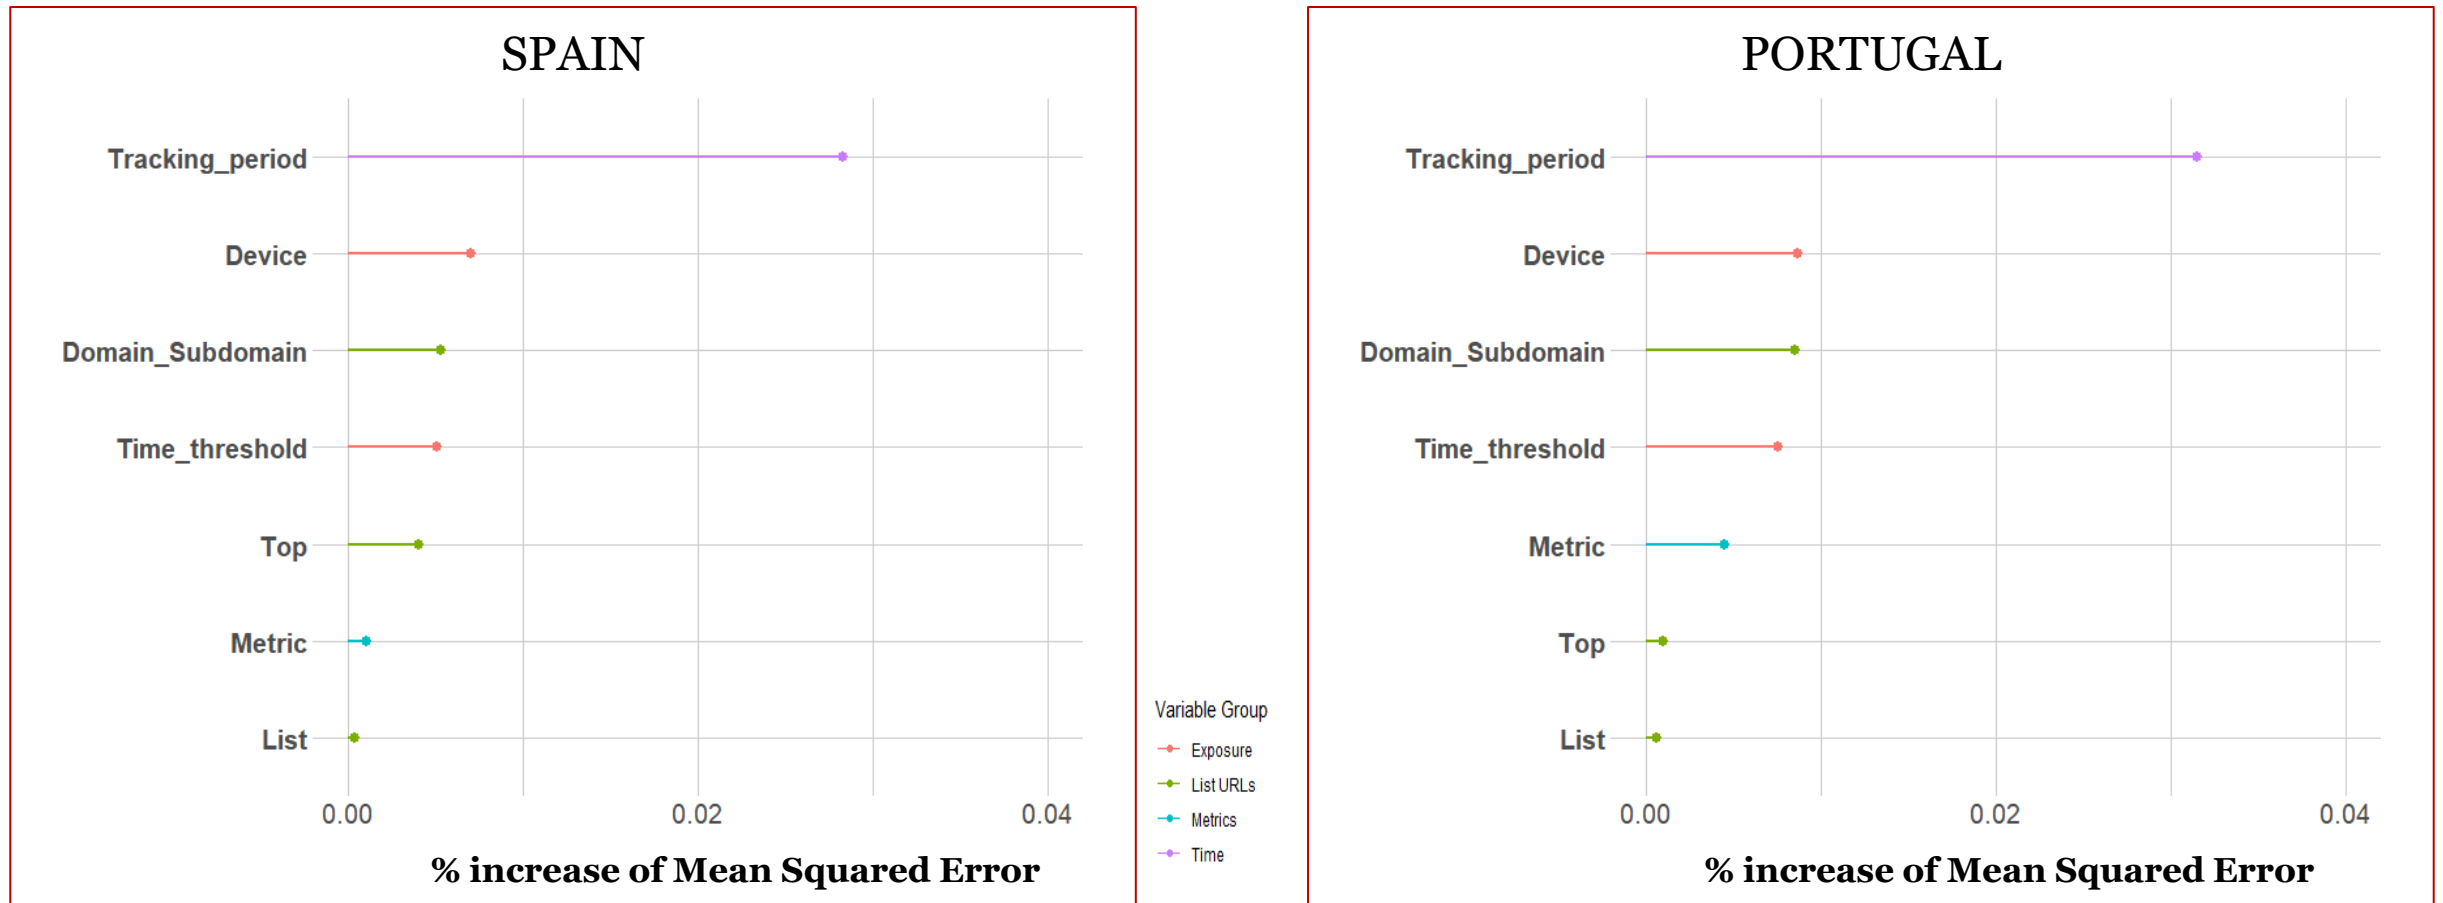 SPAIN
Tracking_period
Device
Domain_Subdomain
Time_threshold
Top
Metric
List
0.00 0.02 0.04
% increase of Mean Squared Error
Variable Group
Exposure
List URLs
Metrics
Time
PORTUGAL
Tracking_period
Device
Domain_Subdomain
Time_threshold
Metric
Top
List
0.00 0.02 0.04
% increase of Mean Squared Error